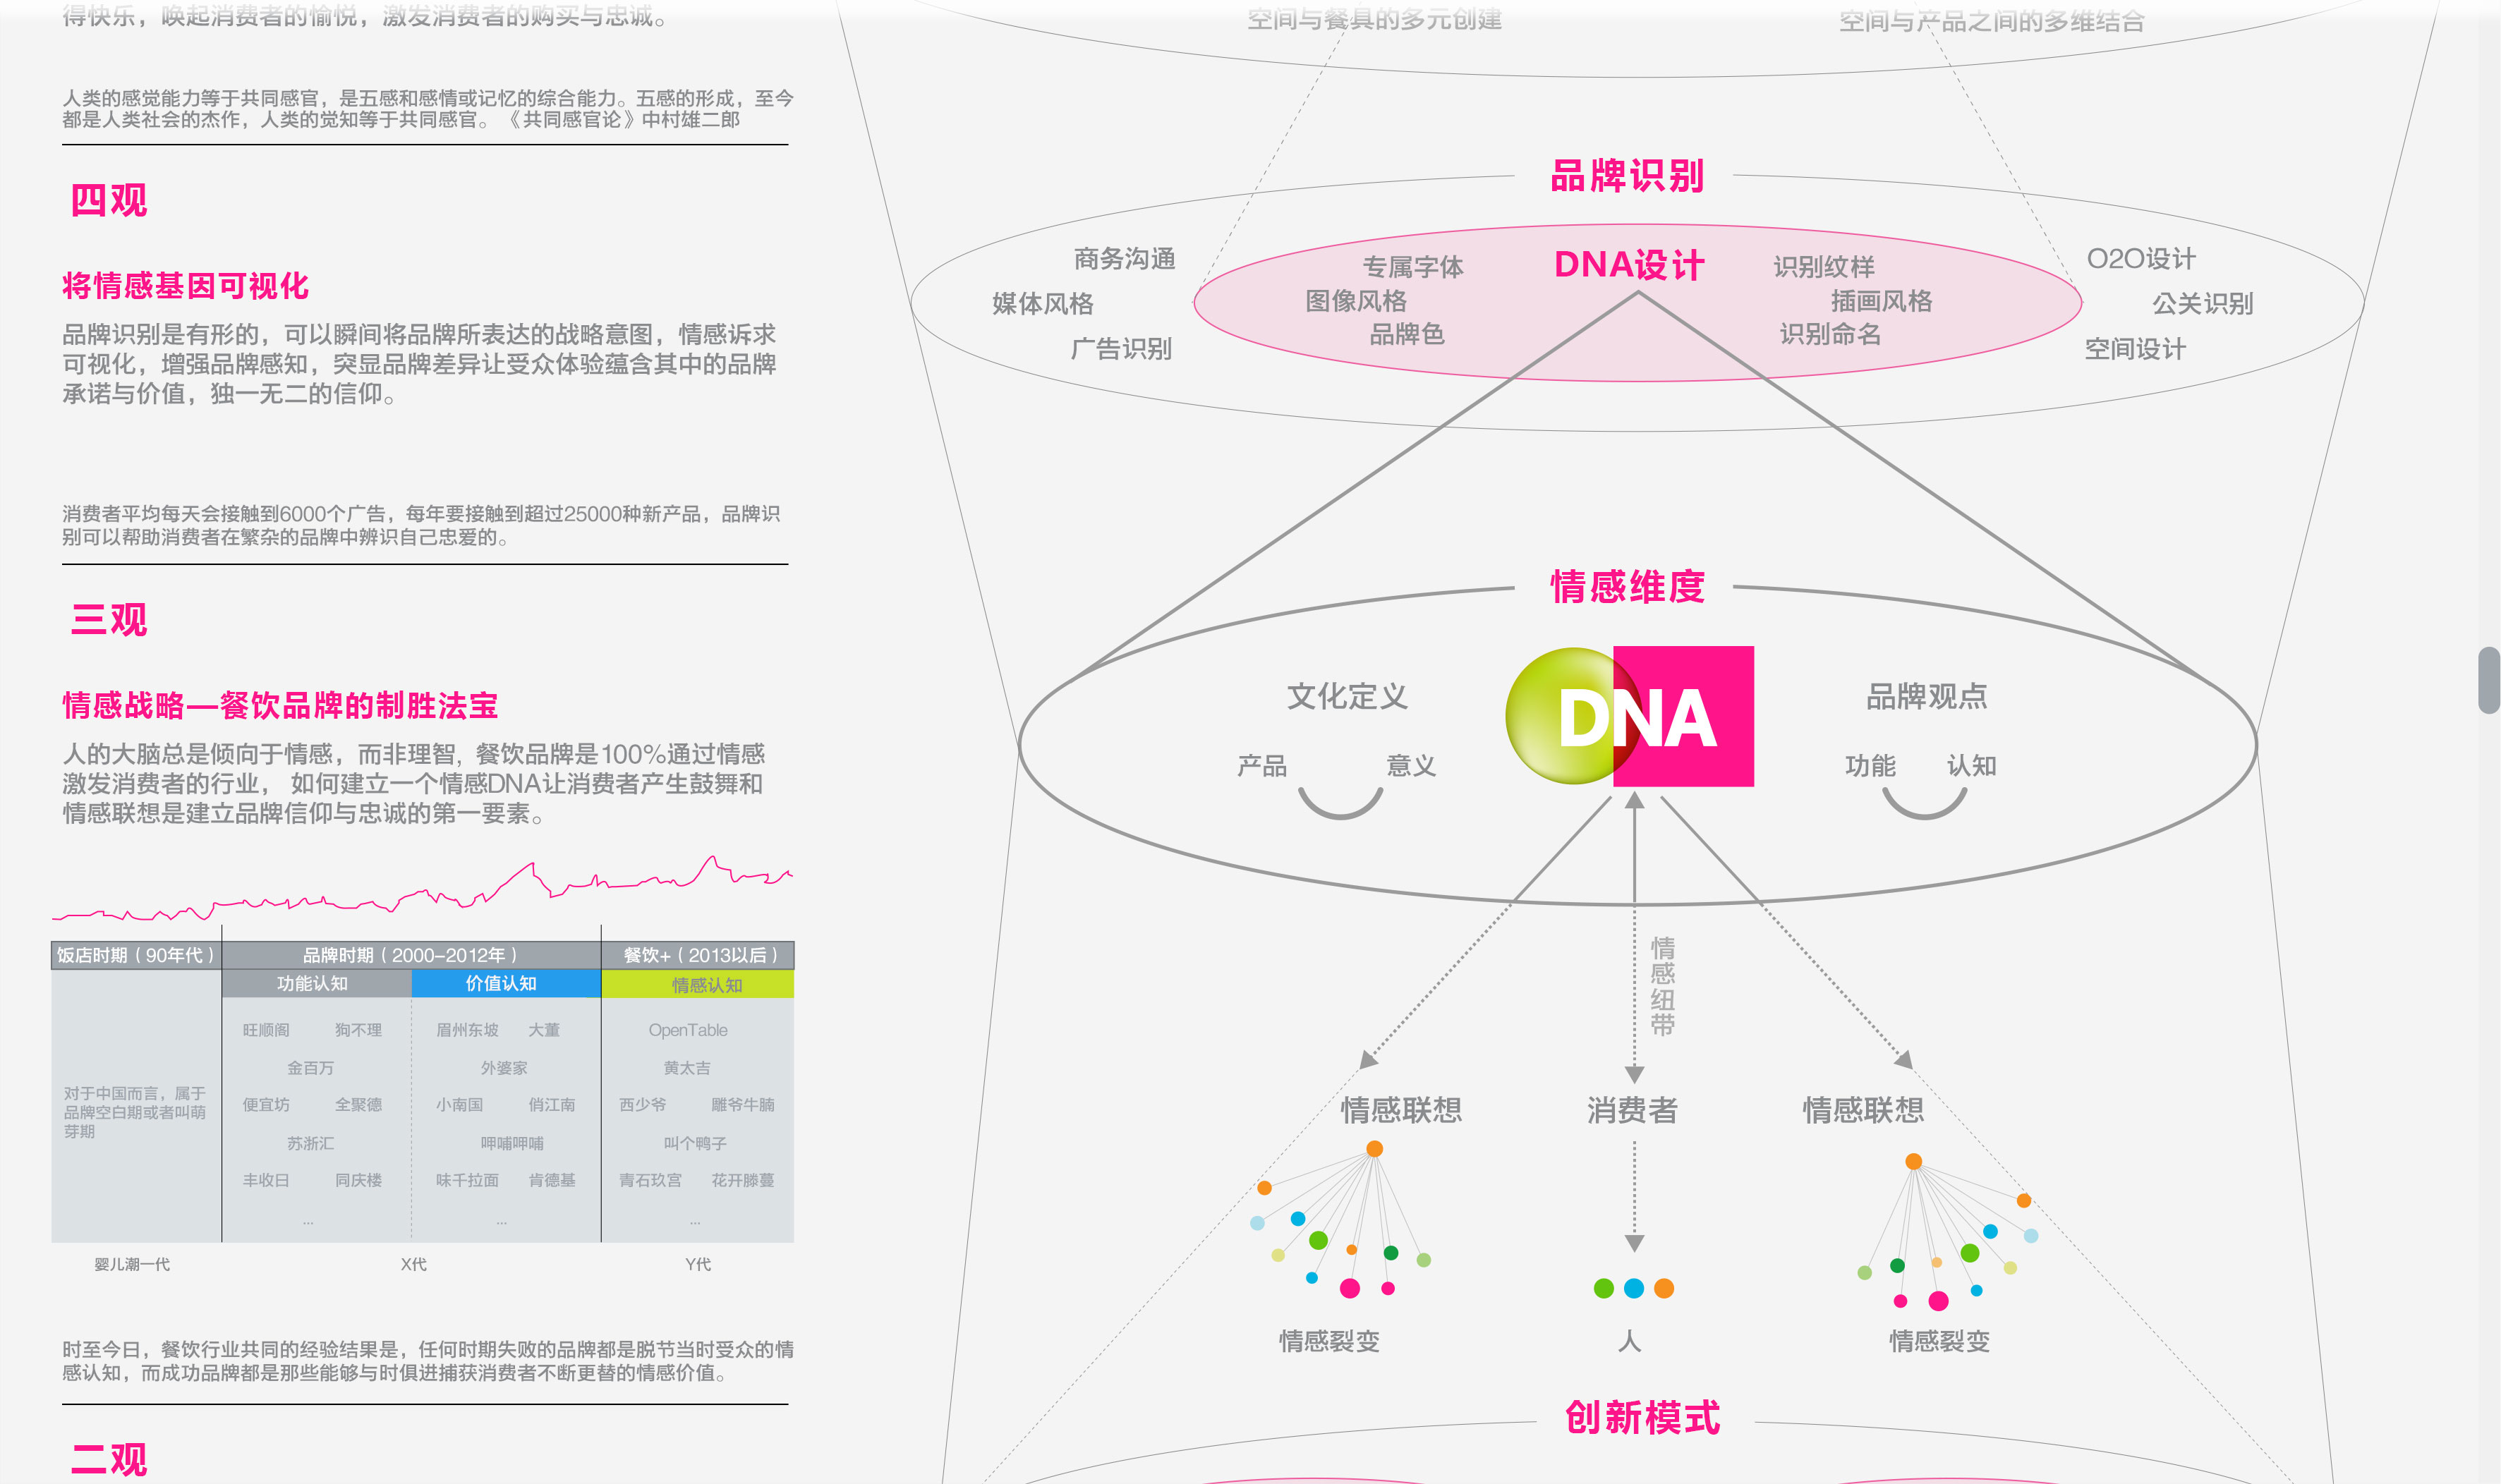 得快乐，唤起消费者的愉悦，激发消费者的购买与忠诚。
人类的感觉能力等于共同感官，是五感和感情或记忆的综合能力。五感的形成，至今
都是人类社会的杰作，人类的觉知等于共同感官。《共同感官论》中村雄二郎
四观
将情感基因可视化
品牌识别是有形的，可以瞬间将品牌所表达的战略意图，情感诉求
可视化，增强品牌感知，突显品牌差异让受众体验蕴含其中的品牌
承诺与价值，独一无二的信仰。
消费者平均每天会接触到6000个广告，每年要接触到超过25000种新产品，品牌识
别可以帮助消费者在繁杂的品牌中辨识自己忠爱的。
三观
情感战略—餐饮品牌的制胜法宝
人的大脑总是倾向于情感，而非理智，餐饮品牌是100%通过情感
激发消费者的行业， 如何建立一个情感DNA让消费者产生鼓舞和
情感联想是建立品牌信仰与忠诚的第一要素。
饭店时期（90年代） 品牌时期（2000–2012年） 餐饮+（2013以后）
功能认知 价值认知 情感认知
旺顺阁 狗不理 眉州东坡 大董 OpenTable
金百万 外婆家 黄太吉
对于中国而言，属于
品牌空白期或者叫萌
芽期
便宜坊 全聚德 小南国 俏江南 西少爷 雕爷牛腩
苏浙汇 呷哺呷哺 叫个鸭子
丰收日 同庆楼 味千拉面 肯德基 青石玖宫 花开滕蔓
... ... ...
婴儿潮一代 X代 Y代
时至今日，餐饮行业共同的经验结果是，任何时期失败的品牌都是脱节当时受众的情
感认知，而成功品牌都是那些能够与时俱进捕获消费者不断更替的情感价值。
二观
空间与餐具的多元创建 空间与产品之间的多维结合
品牌识别
商务沟通 专属字体 DNA设计 识别纹样 O2O设计
媒体风格 图像风格 插画风格 公关识别
广告识别 品牌色 识别命名 空间设计
情感维度
文化定义 DNA 品牌观点
产品 意义 功能 认知
情感纽带
情感联想 消费者 情感联想
情感裂变 人 情感裂变
创新模式